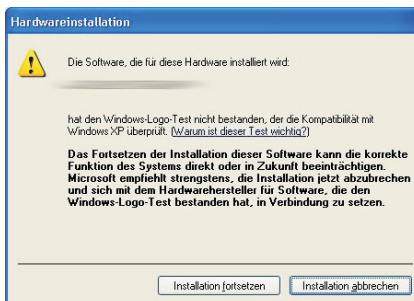 Hardwareinstallation
Die Software, die für diese Hardware installiert wird:
hat den Windows-Logo-Test nicht bestanden, der die Kompatibilität mit
Windows XP überprüft. (Warum ist dieser Test wichtig?)
Das Fortsetzen der Installation dieser Software kann die korrekte
Funktion des Systems direkt oder in Zukunft beeinträchtigen.
Microsoft empfiehlt strengstens, die Installation jetzt abzubrechen
und sich mit dem Hardwarehersteller für Software, die den
Windows-Logo-Test bestanden hat, in Verbindung zu setzen.
Installation fortsetzen
Installation abbrechen